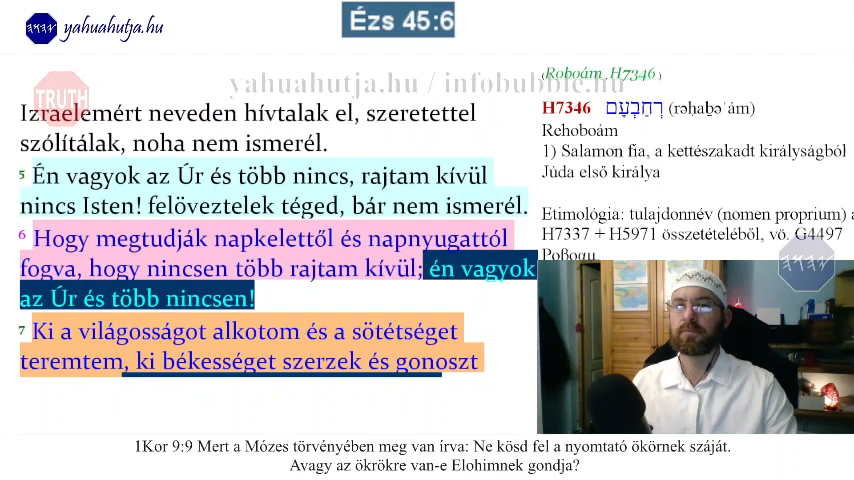 yahuahutja.hu
Ézs 45:6
yahuahutja.hu / infobubble.hu
TRUTH
Izraelemért neveden hívtalak el, szeretettel
szólítálak, noha nem ismerél.
5 Én vagyok az Úr és több nincs, rajtam kívül
nincs Isten! felöveztelek téged, bár nem ismerél.
6 Hogy megtudják napkelettől és napnyugattól
fogva, hogy nincsen több rajtam kívül; én vagyok
az Úr és több nincsen!
7 Ki a világosságot alkotom és a sötétséget
teremtem, ki békességet szerzek és gonoszt
(Roboám, H7346)
H7346 רְחַבְעָם (rəḥaḇəʿám)
Rehoboám
1) Salamon fia, a kettészakadt királyságból
Júda első királya
Etimológia: tulajdonnév (nomen proprium) a
H7337 + H5971 összetételéből, vö. G4497
Ροβοαμ
1Kor 9:9 Mert a Mózes törvényében meg van írva: Ne kösd fel a nyomtató ökörnek száját.
Avagy az ökrökre van-e Elohimnek gondja?